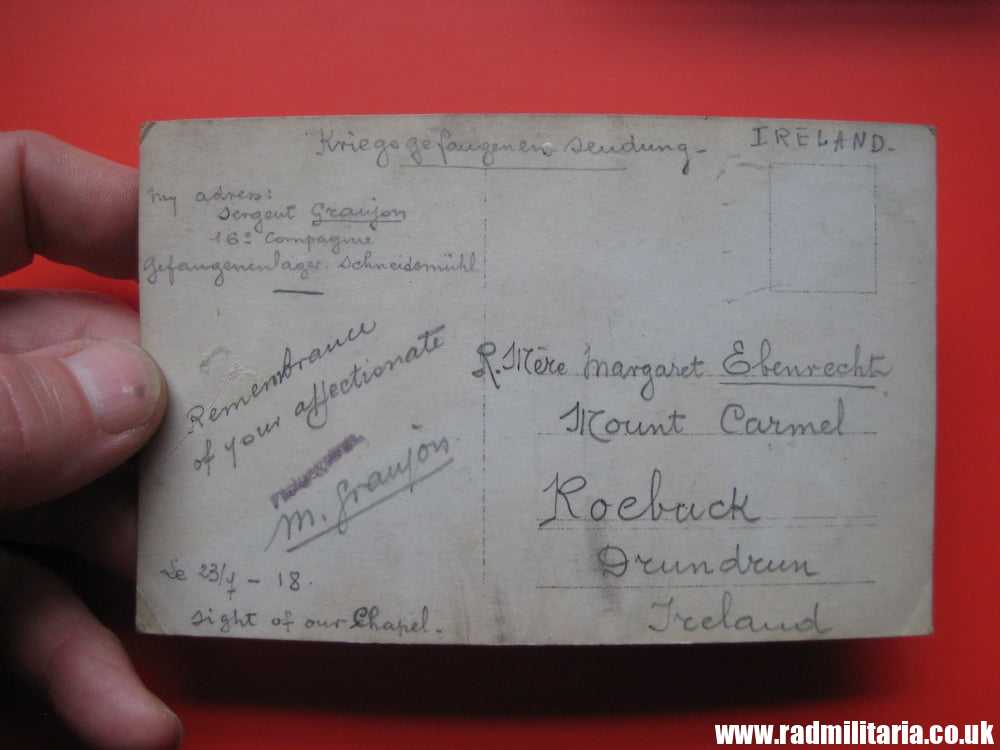 Kriegsgefangenen sendung -
IRELAND.
My adress:
Sergent Graujon
16e Compagnie
Gefangenenlager. Schneidemühl
Remembrance
of your affectionate
M. Graujon
Le 23/7 - 18.
sight of our Chapel.
R. Mère Margaret Ebenrecht
Mount Carmel
Roebuck
Drundrun
Ireland
www.radmilitaria.co.uk